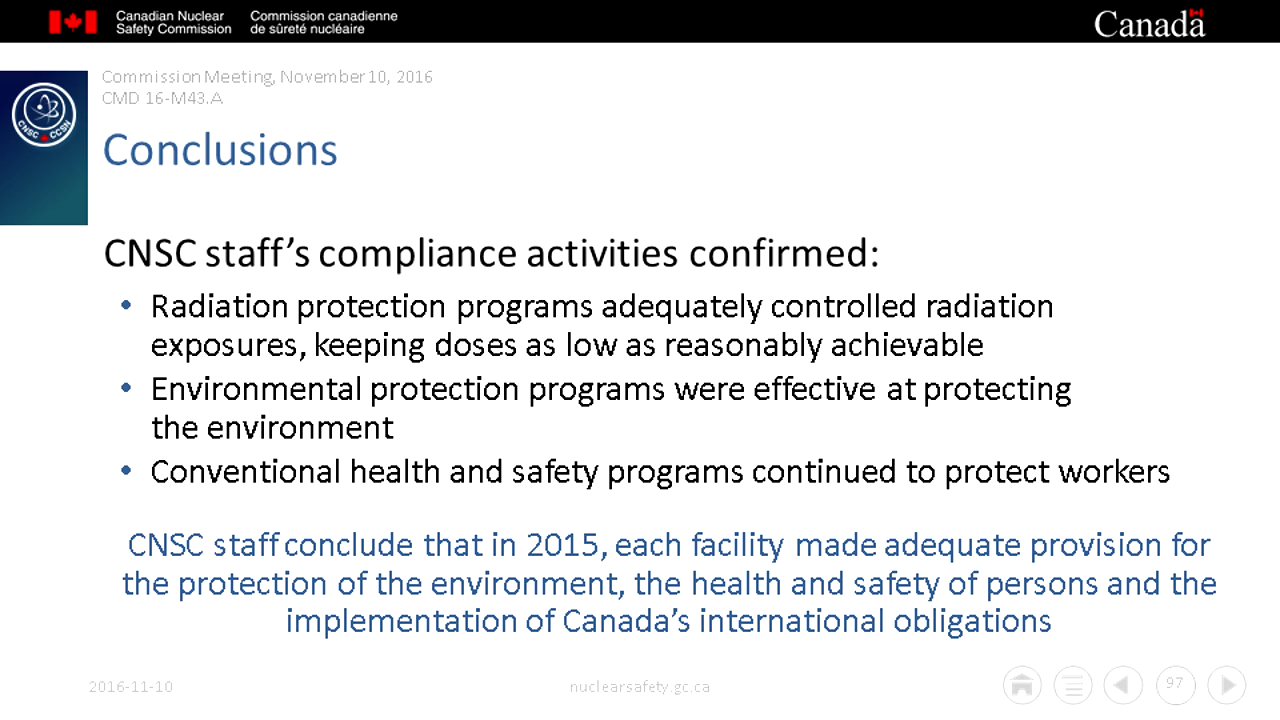 Canadian Nuclear
Safety Commission
Commission canadienne
de sûreté nucléaire
Canada
Commission Meeting, November 10, 2016
CMD 16-M43.A
CNSC CCSN
Conclusions
CNSC staff’s compliance activities confirmed:
• Radiation protection programs adequately controlled radiation
exposures, keeping doses as low as reasonably achievable
• Environmental protection programs were effective at protecting
the environment
• Conventional health and safety programs continued to protect workers
CNSC staff conclude that in 2015, each facility made adequate provision for
the protection of the environment, the health and safety of persons and the
implementation of Canada’s international obligations
2016-11-10
nuclearsafety.gc.ca
97